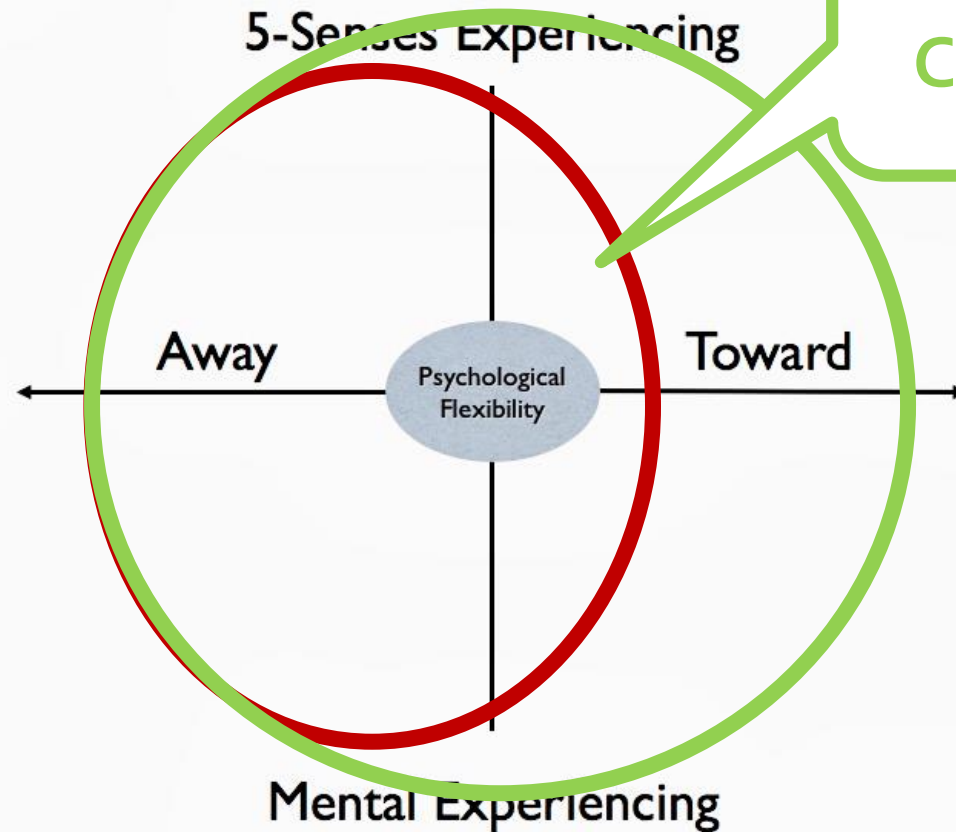 5-Senses Experiencing
C
Away
Toward
Psychological
Flexibility
Mental Experiencing